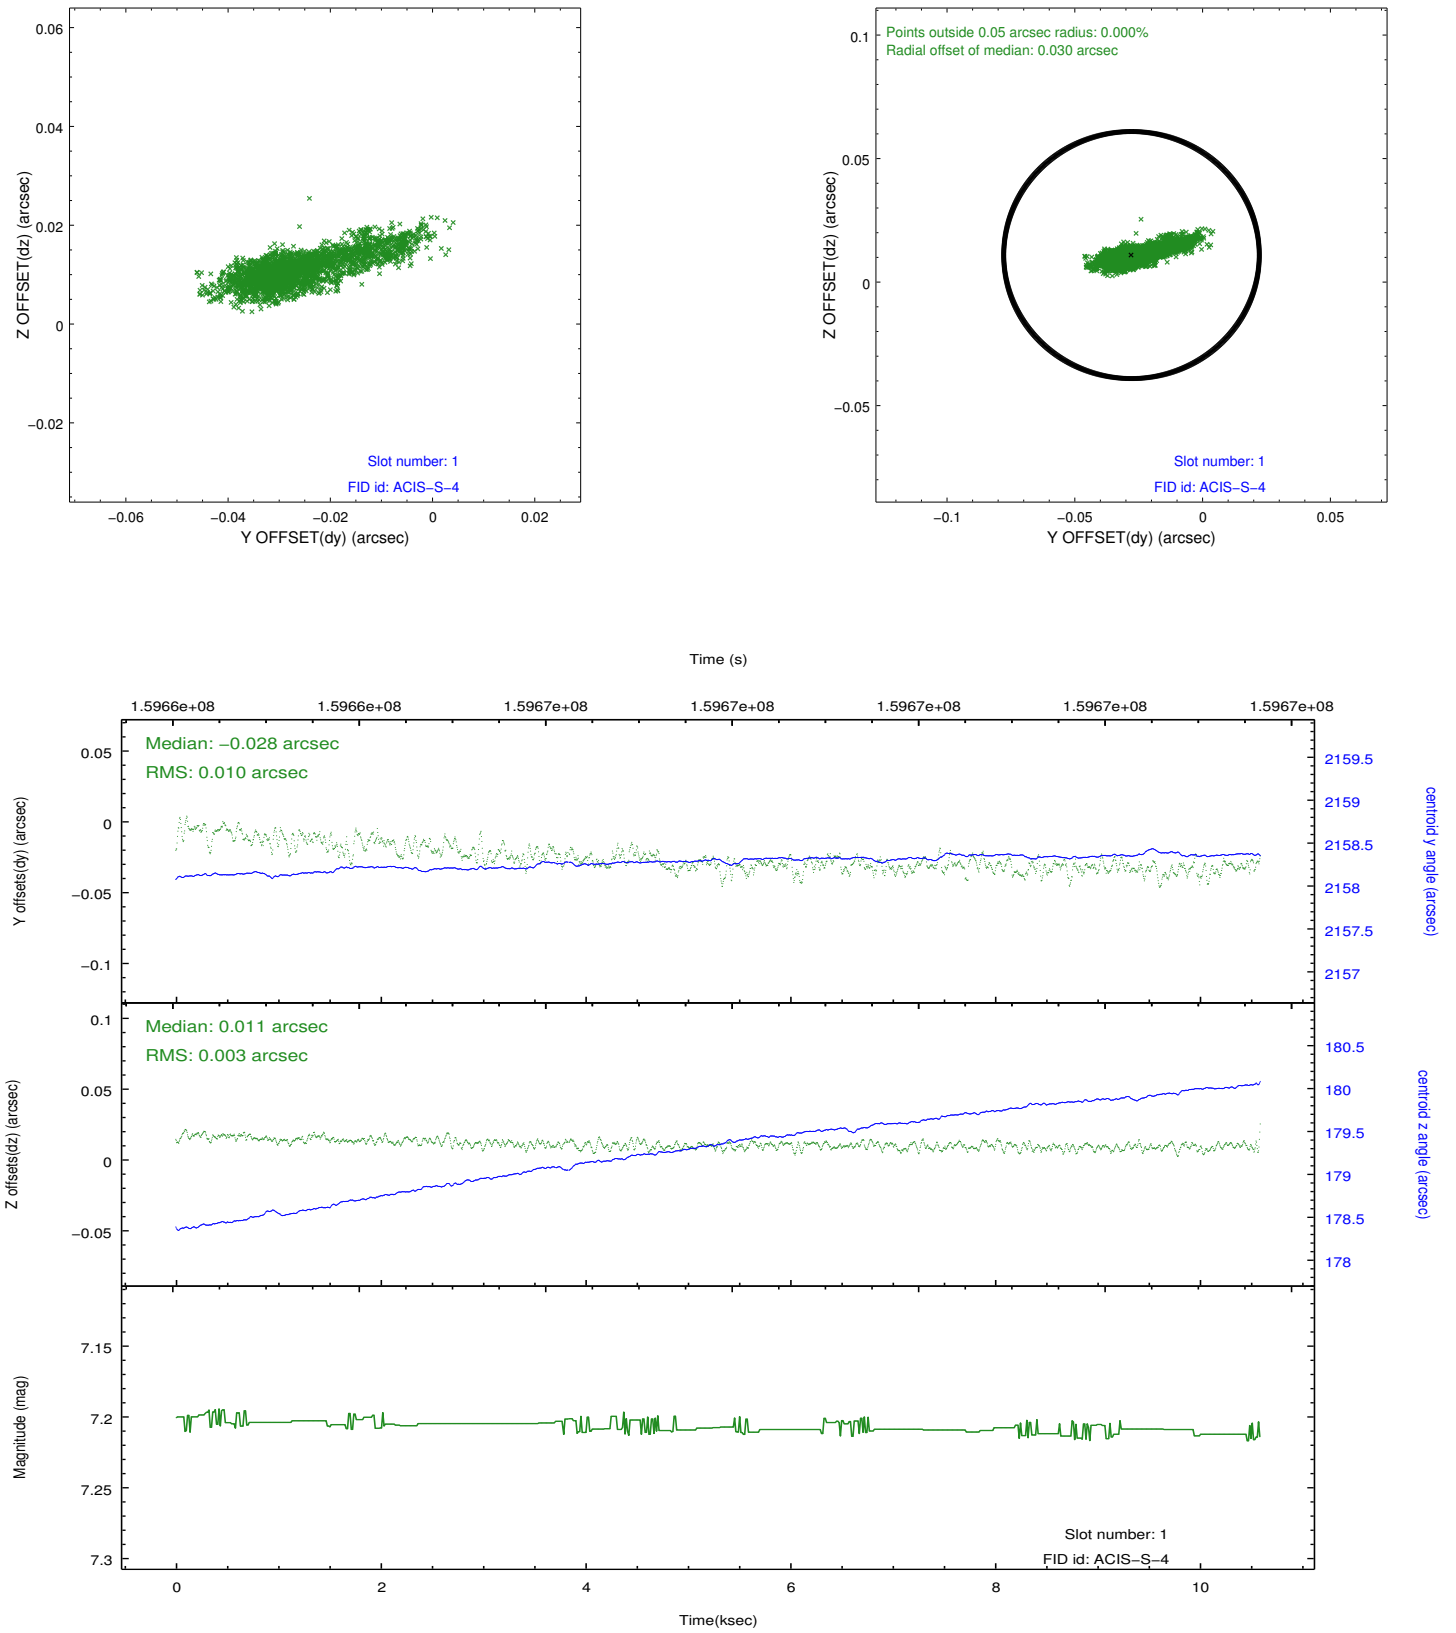 0.06
0.04
0.02
0
−0.02
Z OFFSET(dz) (arcsec)
Slot number: 1
FID id: ACIS−S−4
−0.06 −0.04 −0.02 0 0.02
Y OFFSET(dy) (arcsec)
Points outside 0.05 arcsec radius: 0.000%
Radial offset of median: 0.030 arcsec
0.1
0.05
0
−0.05
Z OFFSET(dz) (arcsec)
Slot number: 1
FID id: ACIS−S−4
−0.1 −0.05 0 0.05
Y OFFSET(dy) (arcsec)
Time (s)
1.5966e+08 1.5966e+08 1.5967e+08 1.5967e+08 1.5967e+08 1.5967e+08 1.5967e+08
Median: −0.028 arcsec
RMS: 0.010 arcsec
0.05
0
−0.05
−0.1
Y offsets(dy) (arcsec)
2159.5
2159
2158.5
2158
2157.5
2157
centroid y angle (arcsec)
Median: 0.011 arcsec
RMS: 0.003 arcsec
0.1
0.05
0
−0.05
Z offsets(dz) (arcsec)
180.5
180
179.5
179
178.5
178
centroid z angle (arcsec)
7.15
7.2
7.25
7.3
Magnitude (mag)
Slot number: 1
FID id: ACIS−S−4
0 2 4 6 8 10
Time(ksec)